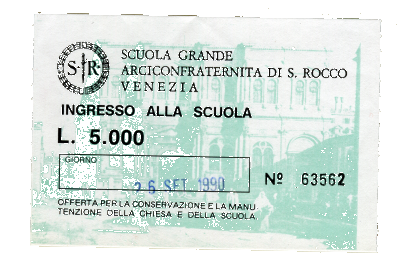 S R
SCUOLA GRANDE
ARCICONFRATERNITA DI S. ROCCO
VENEZIA
INGRESSO ALLA SCUOLA
L. 5.000
GIORNO
26 SET. 1990
Nº 63562
OFFERTA PER LA CONSERVAZIONE E LA MANU.
TENZIONE DELLA CHIESA E DELLA SCUOLA